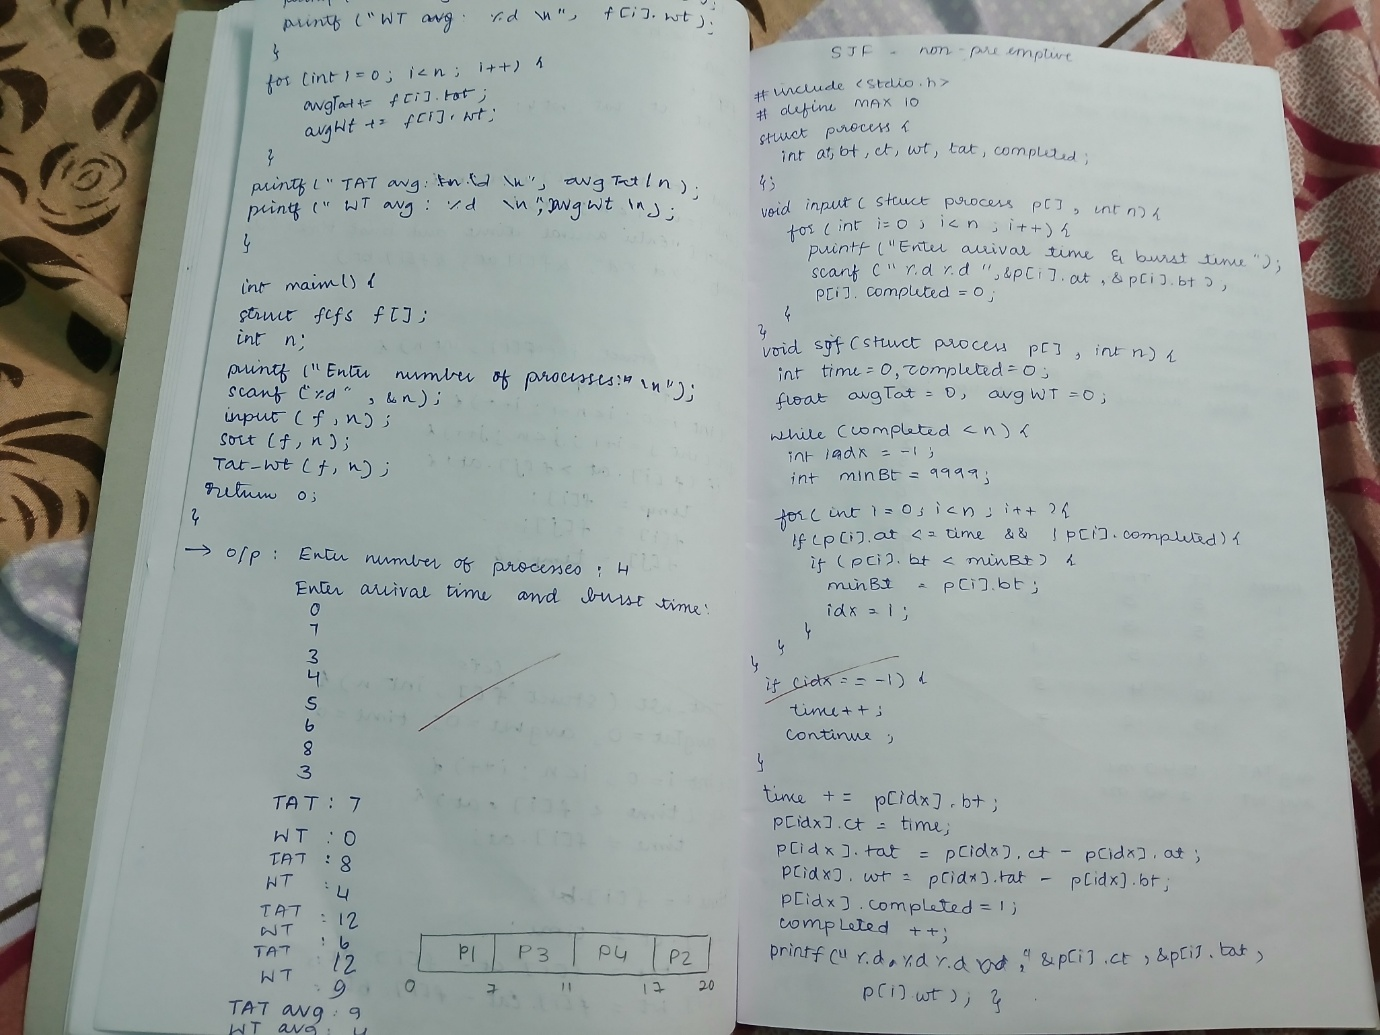 printf ("WT avg: %d \n", f[i].wt);
}
for (int i=0; i<n; i++) {
avgTat+= f[i].tat;
avgWt += f[i].wt;
}
printf (" TAT avg: %d \n", avgTat/n);
printf (" WT avg : %d \n", avgWt \n);
}
int main() {
struct fcfs f[];
int n;
printf ("Enter number of processes:" \n");
scanf ("%d", &n);
input (f, n);
sort (f, n);
Tat-wt (f, n);
return 0;
}
→ o/p : Enter number of processes : 4
Enter arrival time and burst time:
0
7
3
4
5
6
8
3
TAT : 7
WT : 0
TAT : 8
WT : 4
TAT : 12
WT : 6
TAT : 12
WT : 9
TAT avg : 9
WT avg : 4
P1 P3 P4 P2
0 7 11 17 20
SJF - non-pre emptive
# include <stdio.h>
# define MAX 10
struct process {
int at, bt, ct, wt, tat, completed;
};
void input ( struct process p[], int n) {
for ( int i=0 ; i<n ; i++) {
printf ("Enter arrival time & burst time");
scanf (" %d %d ", &p[i].at, &p[i].bt);
p[i].completed = 0;
}
}
void sjf (struct process p[], int n) {
int time=0, completed=0;
float avgTat = 0, avgWT =0;
while (completed < n) {
int idx = -1;
int minBt = 9999;
for( int i=0; i<n; i++ ) {
if (p[i].at <= time && !p[i].completed) {
if (p[i].bt < minBt) {
minBt = p[i].bt;
idx = i;
}
}
}
if (idx == -1) {
time++;
continue ;
}
time += p[idx].bt;
p[idx].ct = time;
p[idx].tat = p[idx].ct - p[idx].at;
p[idx].wt = p[idx].tat - p[idx].bt;
p[idx].completed=1;
completed ++;
printf (" %d, %d %d ," &p[i].ct, &p[i].tat,
p[i].wt); }